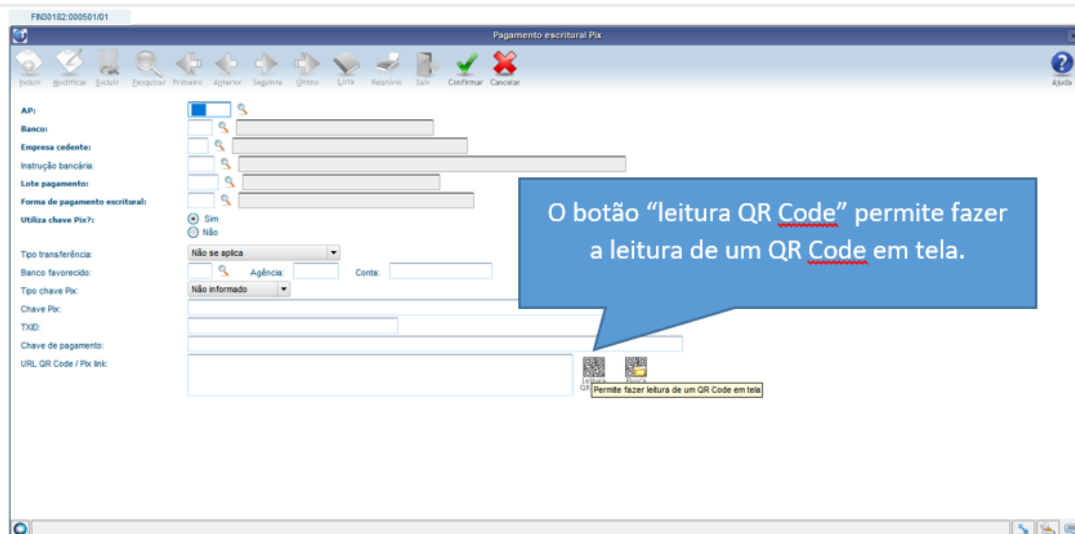 FIN30182:000501/01
Pagamento escritural Pix
Incluir Modificar Excluir Pesquisar Primeiro Anterior Seguinte Último Lista Relatório Sair Confirmar Cancelar Ajuda
AP:
Banco:
Empresa cedente:
Instrução bancária:
Lote pagamento:
Forma de pagamento escritural:
Utiliza chave Pix?: Sim
Não
O botão “leitura QR Code” permite fazer
a leitura de um QR Code em tela.
Tipo transferência: Não se aplica
Banco favorecido: Agência: Conta:
Tipo chave Pix: Não informado
Chave Pix:
TXID:
Chave de pagamento:
URL QR Code / Pix link:
Leitura Busca
Permite fazer leitura de um QR Code em tela